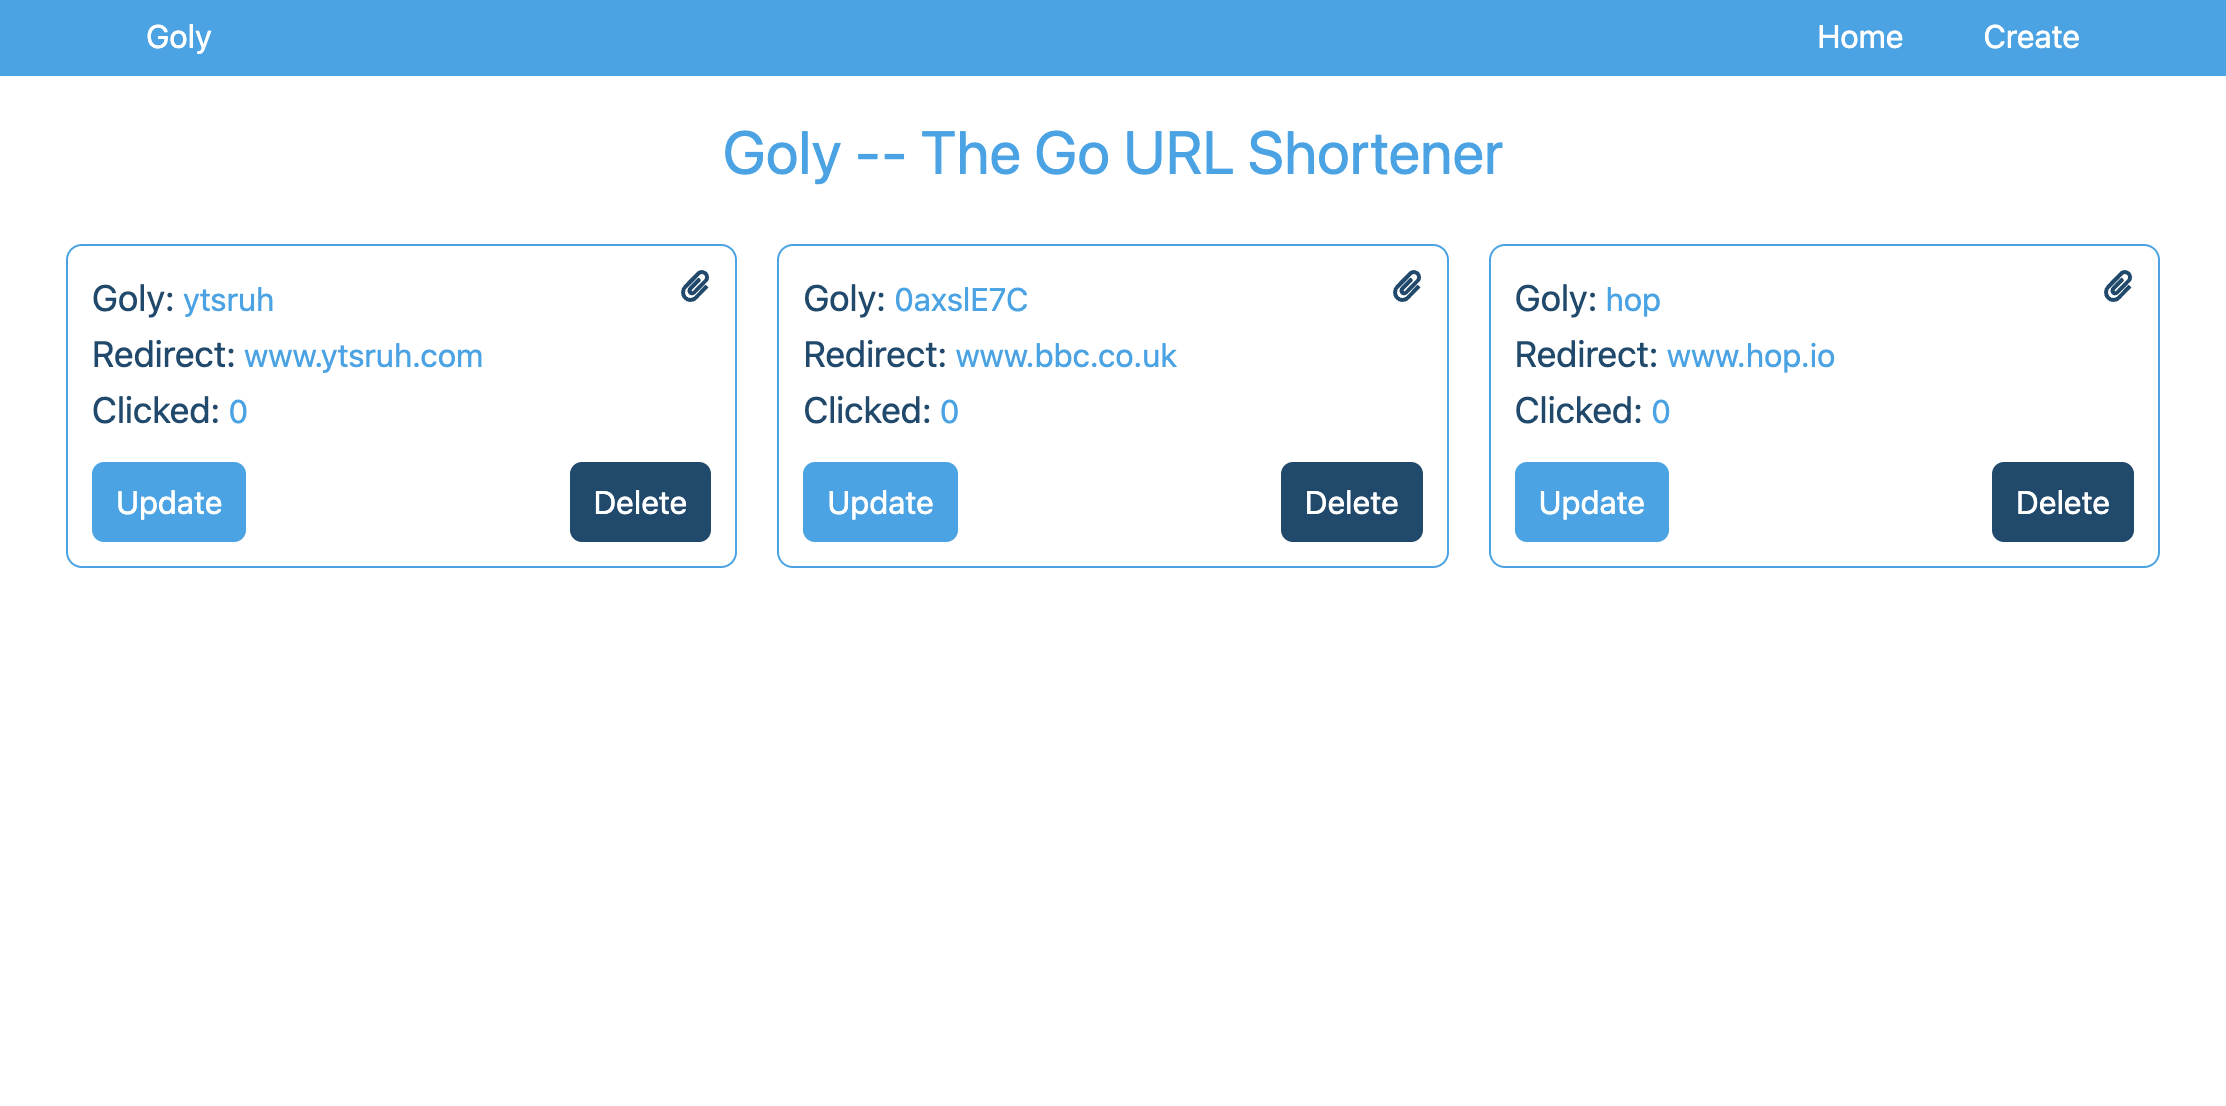 Goly Home Create
Goly -- The Go URL Shortener
Goly: ytsruh
Redirect: www.ytsruh.com
Clicked: 0
Update Delete
Goly: 0axslE7C
Redirect: www.bbc.co.uk
Clicked: 0
Update Delete
Goly: hop
Redirect: www.hop.io
Clicked: 0
Update Delete